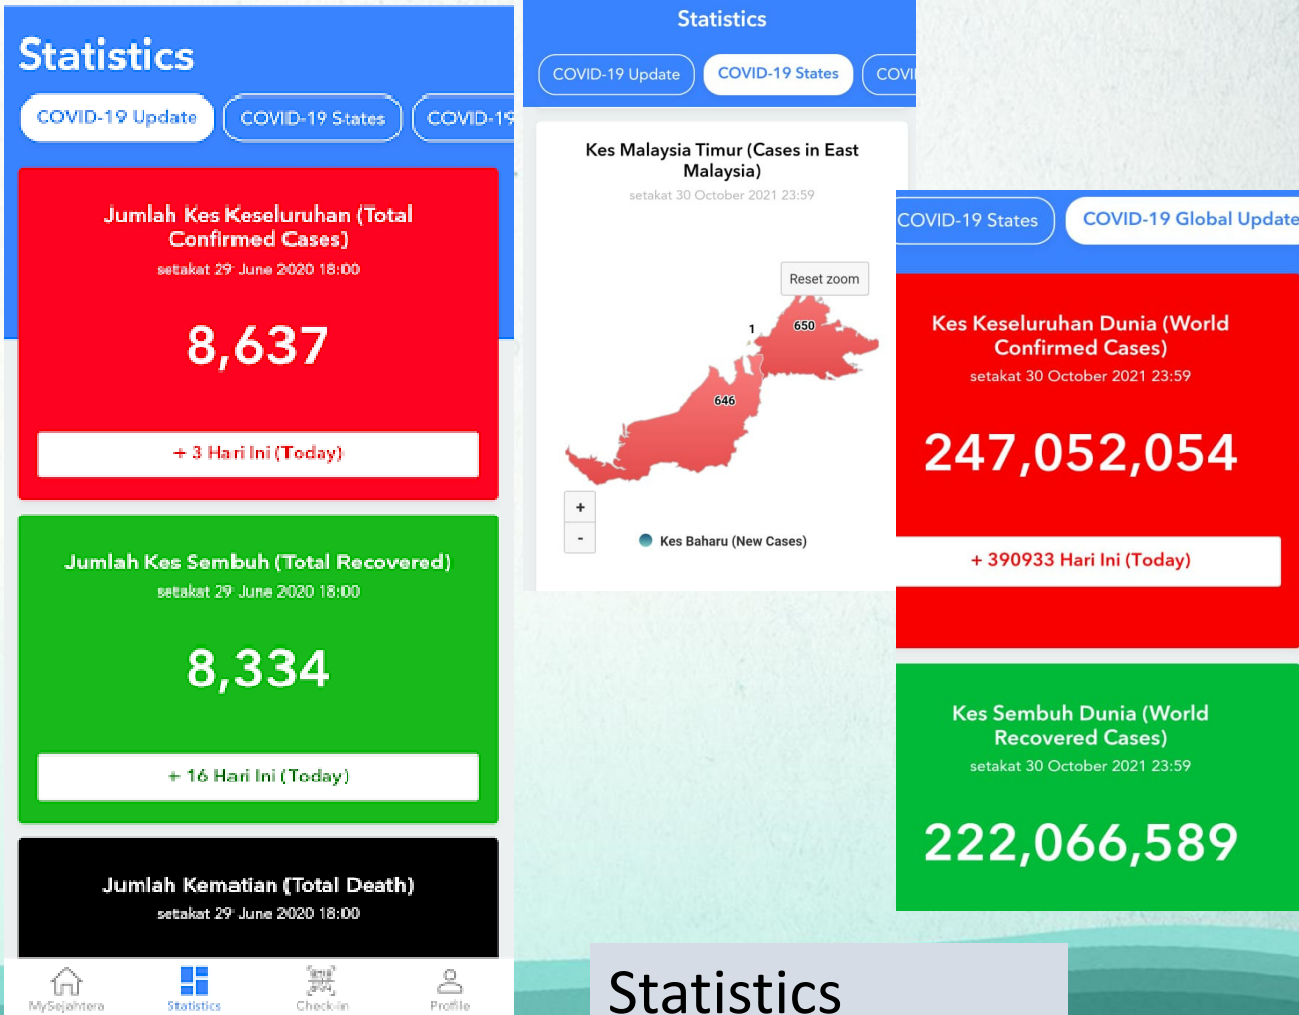 Statistics
COVID-19 Update
COVID-19 States
COVID-19
Jumlah Kes Keseluruhan (Total
Confirmed Cases)
setakat 29 June 2020 18:00
8,637
+ 3 Hari Ini (Today)
Jumlah Kes Sembuh (Total Recovered)
setakat 29 June 2020 18:00
8,334
+ 16 Hari Ini (Today)
Jumlah Kematian (Total Death)
setakat 29 June 2020 18:00
MySejahtera
Statistics
Check-in
Profile
Statistics
COVID-19 Update
COVID-19 States
COVI
Kes Malaysia Timur (Cases in East
Malaysia)
setakat 30 October 2021 23:59
Reset zoom
1
650
646
+
-
Kes Baharu (New Cases)
COVID-19 States
COVID-19 Global Update
Kes Keseluruhan Dunia (World
Confirmed Cases)
setakat 30 October 2021 23:59
247,052,054
+ 390933 Hari Ini (Today)
Kes Sembuh Dunia (World
Recovered Cases)
setakat 30 October 2021 23:59
222,066,589
Statistics